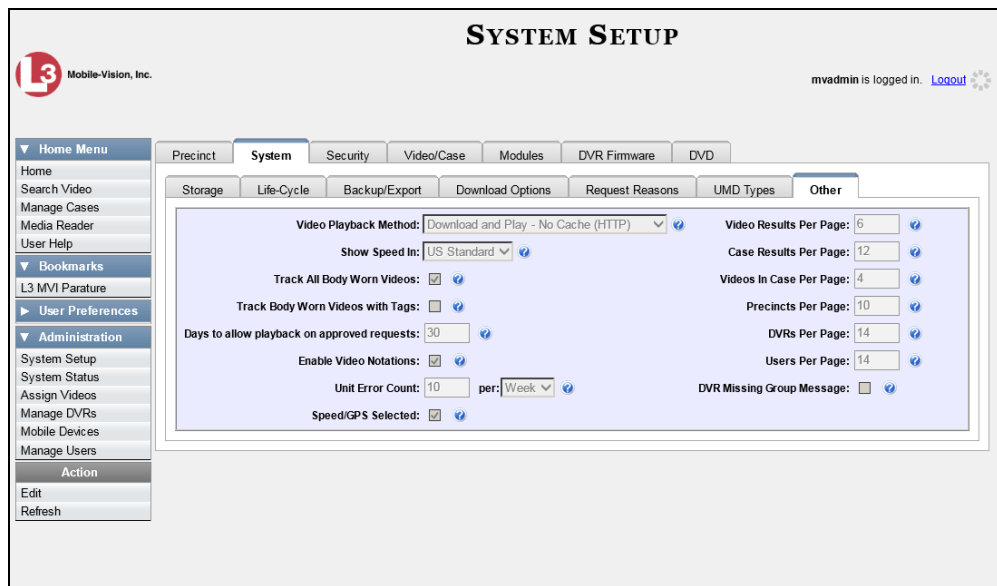 SYSTEM SETUP
L3 Mobile-Vision, Inc.
mvadmin is logged in. Logout
▼ Home Menu
Home
Search Video
Manage Cases
Media Reader
User Help
▼ Bookmarks
L3 MVI Parature
▶ User Preferences
▼ Administration
System Setup
System Status
Assign Videos
Manage DVRs
Mobile Devices
Manage Users
Action
Edit
Refresh
Precinct System Security Video/Case Modules DVR Firmware DVD
Storage Life-Cycle Backup/Export Download Options Request Reasons UMD Types Other
Video Playback Method: Download and Play - No Cache (HTTP) ?
Show Speed In: US Standard ?
Track All Body Worn Videos: ?
Track Body Worn Videos with Tags: ?
Days to allow playback on approved requests: 30 ?
Enable Video Notations: ?
Unit Error Count: 10 per: Week ?
Speed/GPS Selected: ?
Video Results Per Page: 6 ?
Case Results Per Page: 12 ?
Videos In Case Per Page: 4 ?
Precincts Per Page: 10 ?
DVRs Per Page: 14 ?
Users Per Page: 14 ?
DVR Missing Group Message: ?